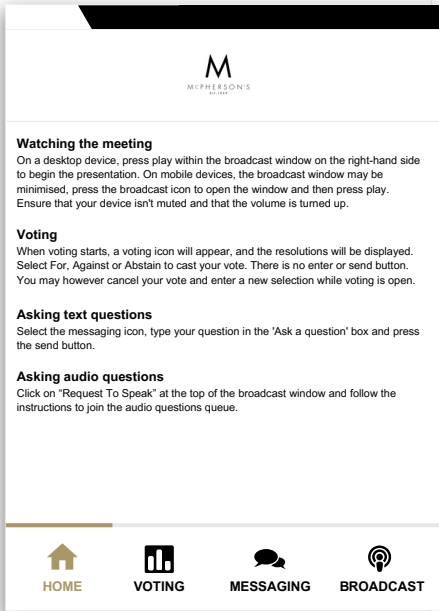 M
McPHERSON'S
Est. 1860
Watching the meeting
On a desktop device, press play within the broadcast window on the right-hand side
to begin the presentation. On mobile devices, the broadcast window may be
minimised, press the broadcast icon to open the window and then press play.
Ensure that your device isn't muted and that the volume is turned up.
Voting
When voting starts, a voting icon will appear, and the resolutions will be displayed.
Select For, Against or Abstain to cast your vote. There is no enter or send button.
You may however cancel your vote and enter a new selection while voting is open.
Asking text questions
Select the messaging icon, type your question in the 'Ask a question' box and press
the send button.
Asking audio questions
Click on “Request To Speak” at the top of the broadcast window and follow the
instructions to join the audio questions queue.
HOME VOTING MESSAGING BROADCAST